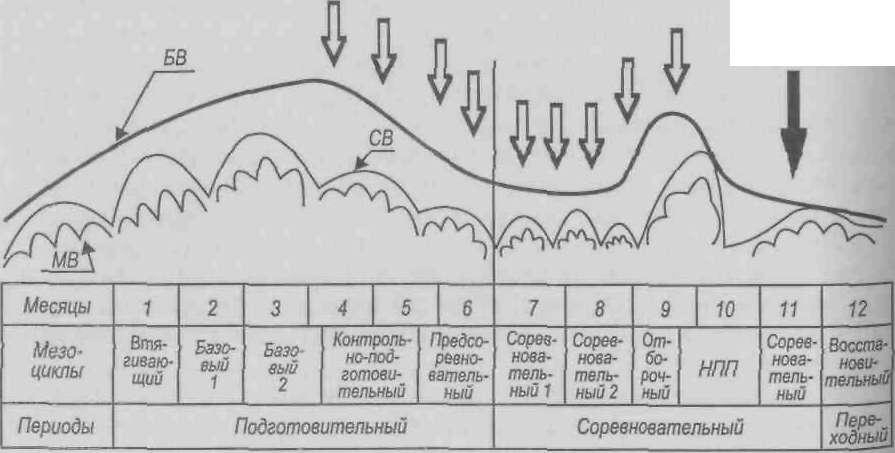 БВ
СВ
МВ
Месяцы 1 2 3 4 5 6 7 8 9 10 11 12
Мезо-
циклы
Втя-
гиваю-
щий
Базо-
вый
1
Базо-
вый
2
Контроль-
но-под-
готови-
тельный
Предсо-
ревно-
ватель-
ный
Сорев-
нова-
тель-
ный 1
Сорев-
нова-
тель-
ный 2
От-
бо-
роч-
ный
НПП
Сорев-
нова-
тель-
ный
Восста-
нови-
тельный
Периоды Подготовительный Соревновательный Пере-
ходный